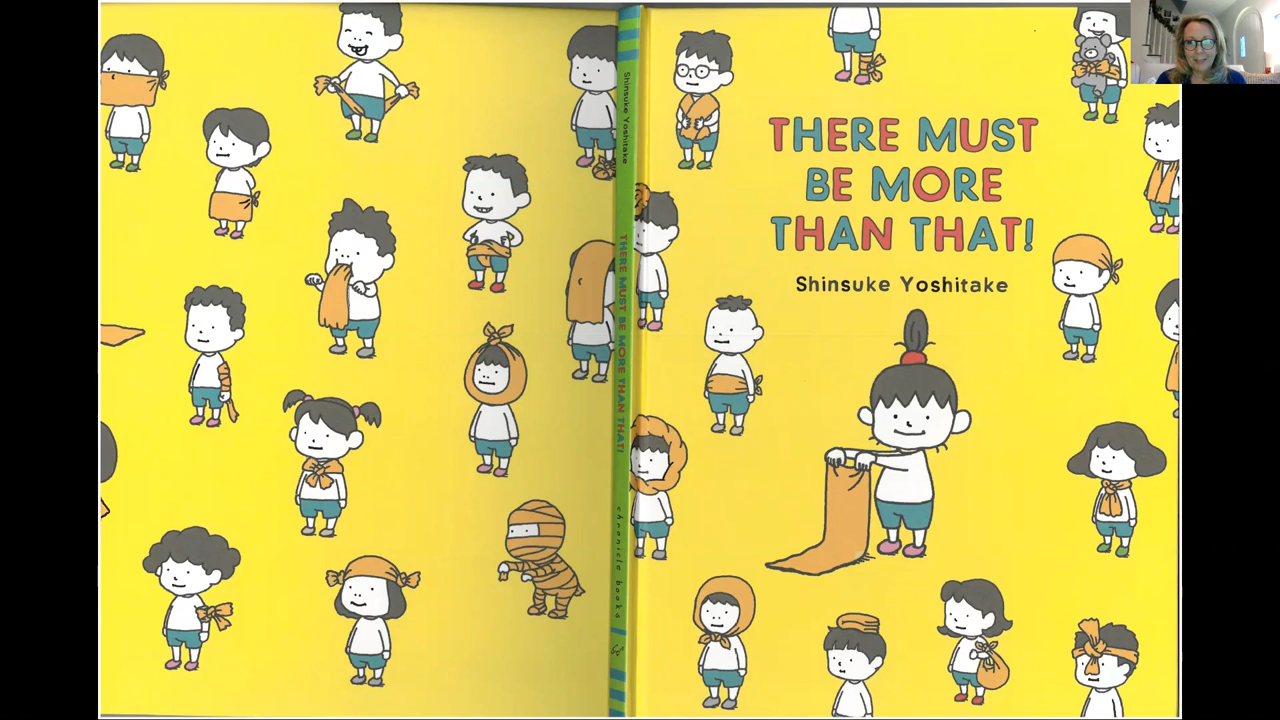 Shinsuke Yoshitake
THERE MUST BE MORE THAN THAT!
chronicle books
THERE MUST
BE MORE
THAN THAT!
Shinsuke Yoshitake